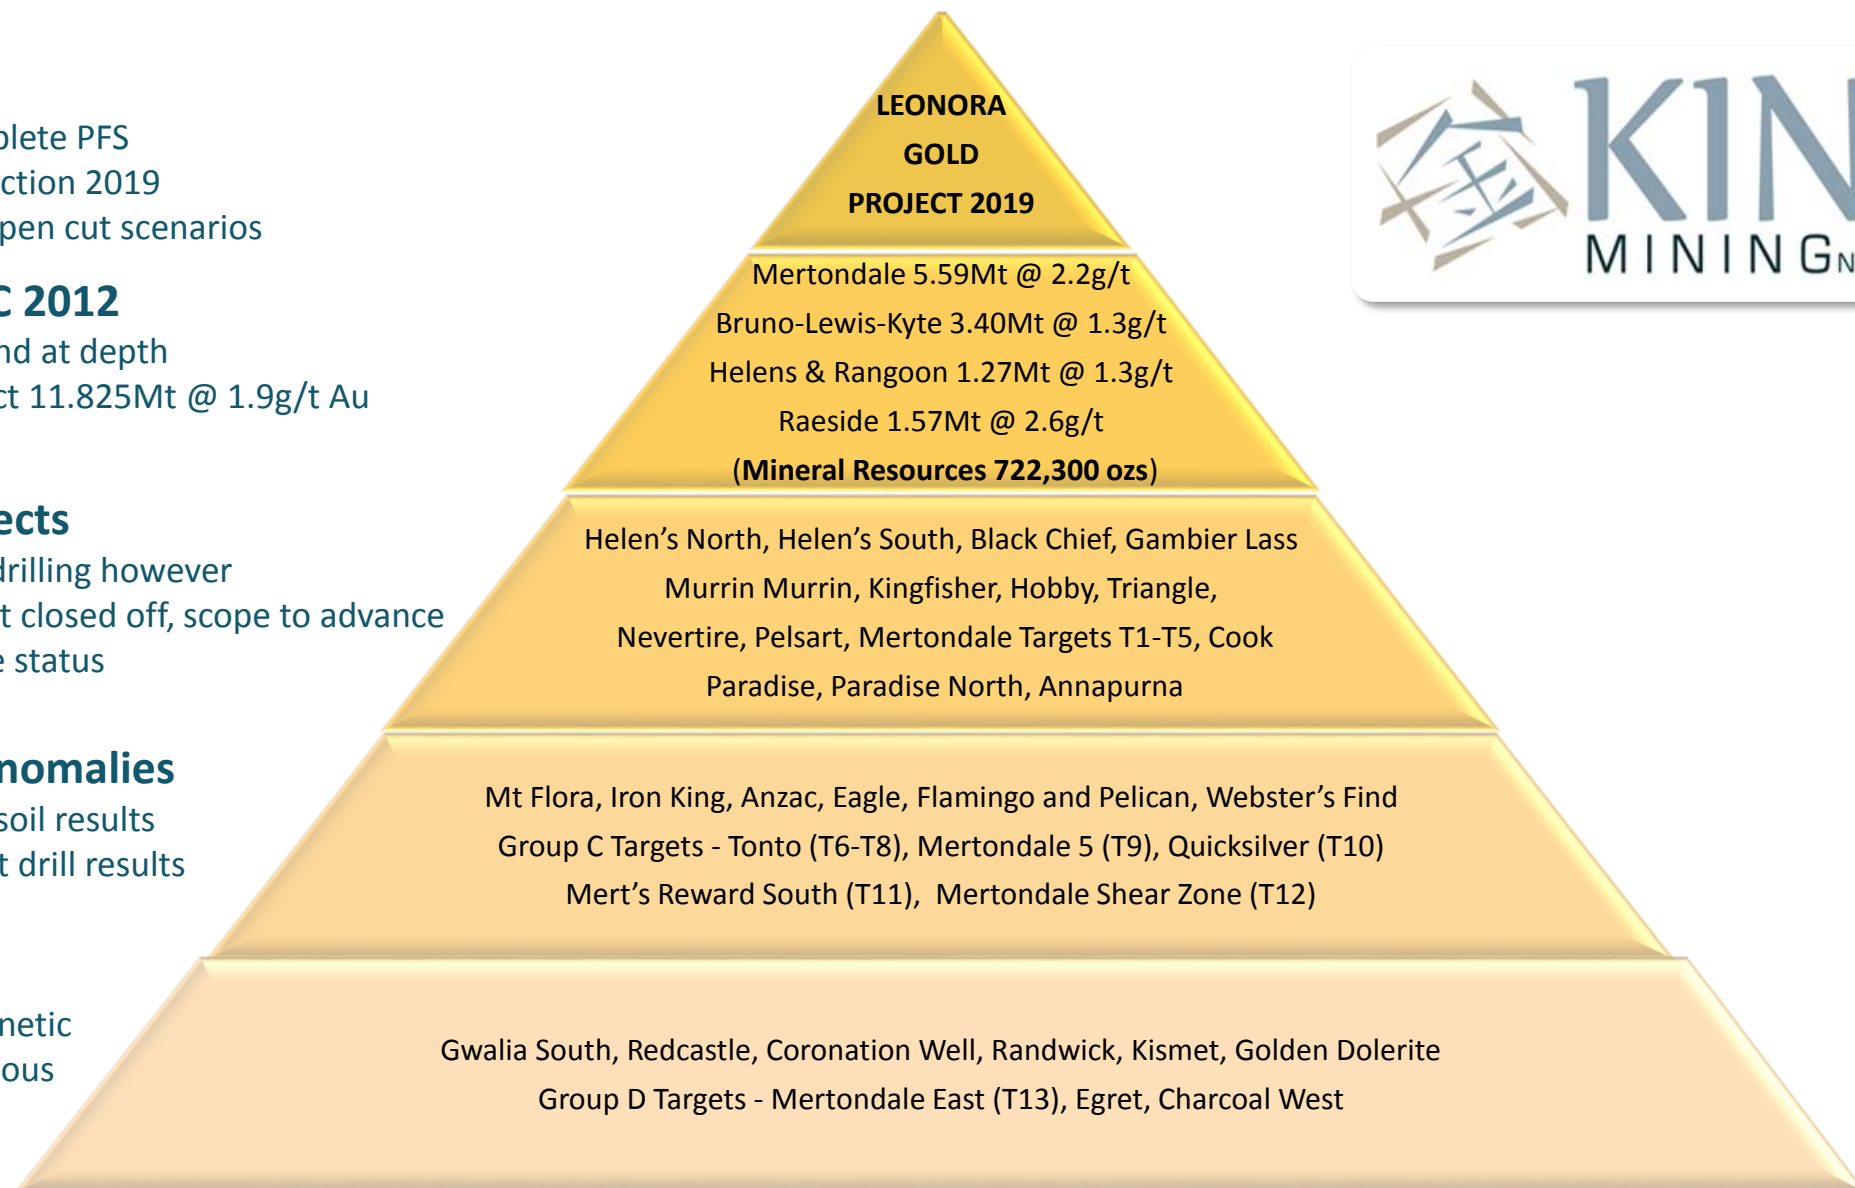 LEONORA
GOLD
PROJECT 2019
KIN
MINING
plete PFS
ction 2019
pen cut scenarios
C 2012
nd at depth
ct 11.825Mt @ 1.9g/t Au
ects
drilling however
t closed off, scope to advance
e status
nomalies
soil results
t drill results
netic
ous
Mertondale 5.59Mt @ 2.2g/t
Bruno-Lewis-Kyte 3.40Mt @ 1.3g/t
Helens & Rangoon 1.27Mt @ 1.3g/t
Raeside 1.57Mt @ 2.6g/t
(Mineral Resources 722,300 ozs)
Helen’s North, Helen’s South, Black Chief, Gambier Lass
Murrin Murrin, Kingfisher, Hobby, Triangle,
Nevertire, Pelsart, Mertondale Targets T1-T5, Cook
Paradise, Paradise North, Annapurna
Mt Flora, Iron King, Anzac, Eagle, Flamingo and Pelican, Webster’s Find
Group C Targets - Tonto (T6-T8), Mertondale 5 (T9), Quicksilver (T10)
Mert’s Reward South (T11), Mertondale Shear Zone (T12)
Gwalia South, Redcastle, Coronation Well, Randwick, Kismet, Golden Dolerite
Group D Targets - Mertondale East (T13), Egret, Charcoal West